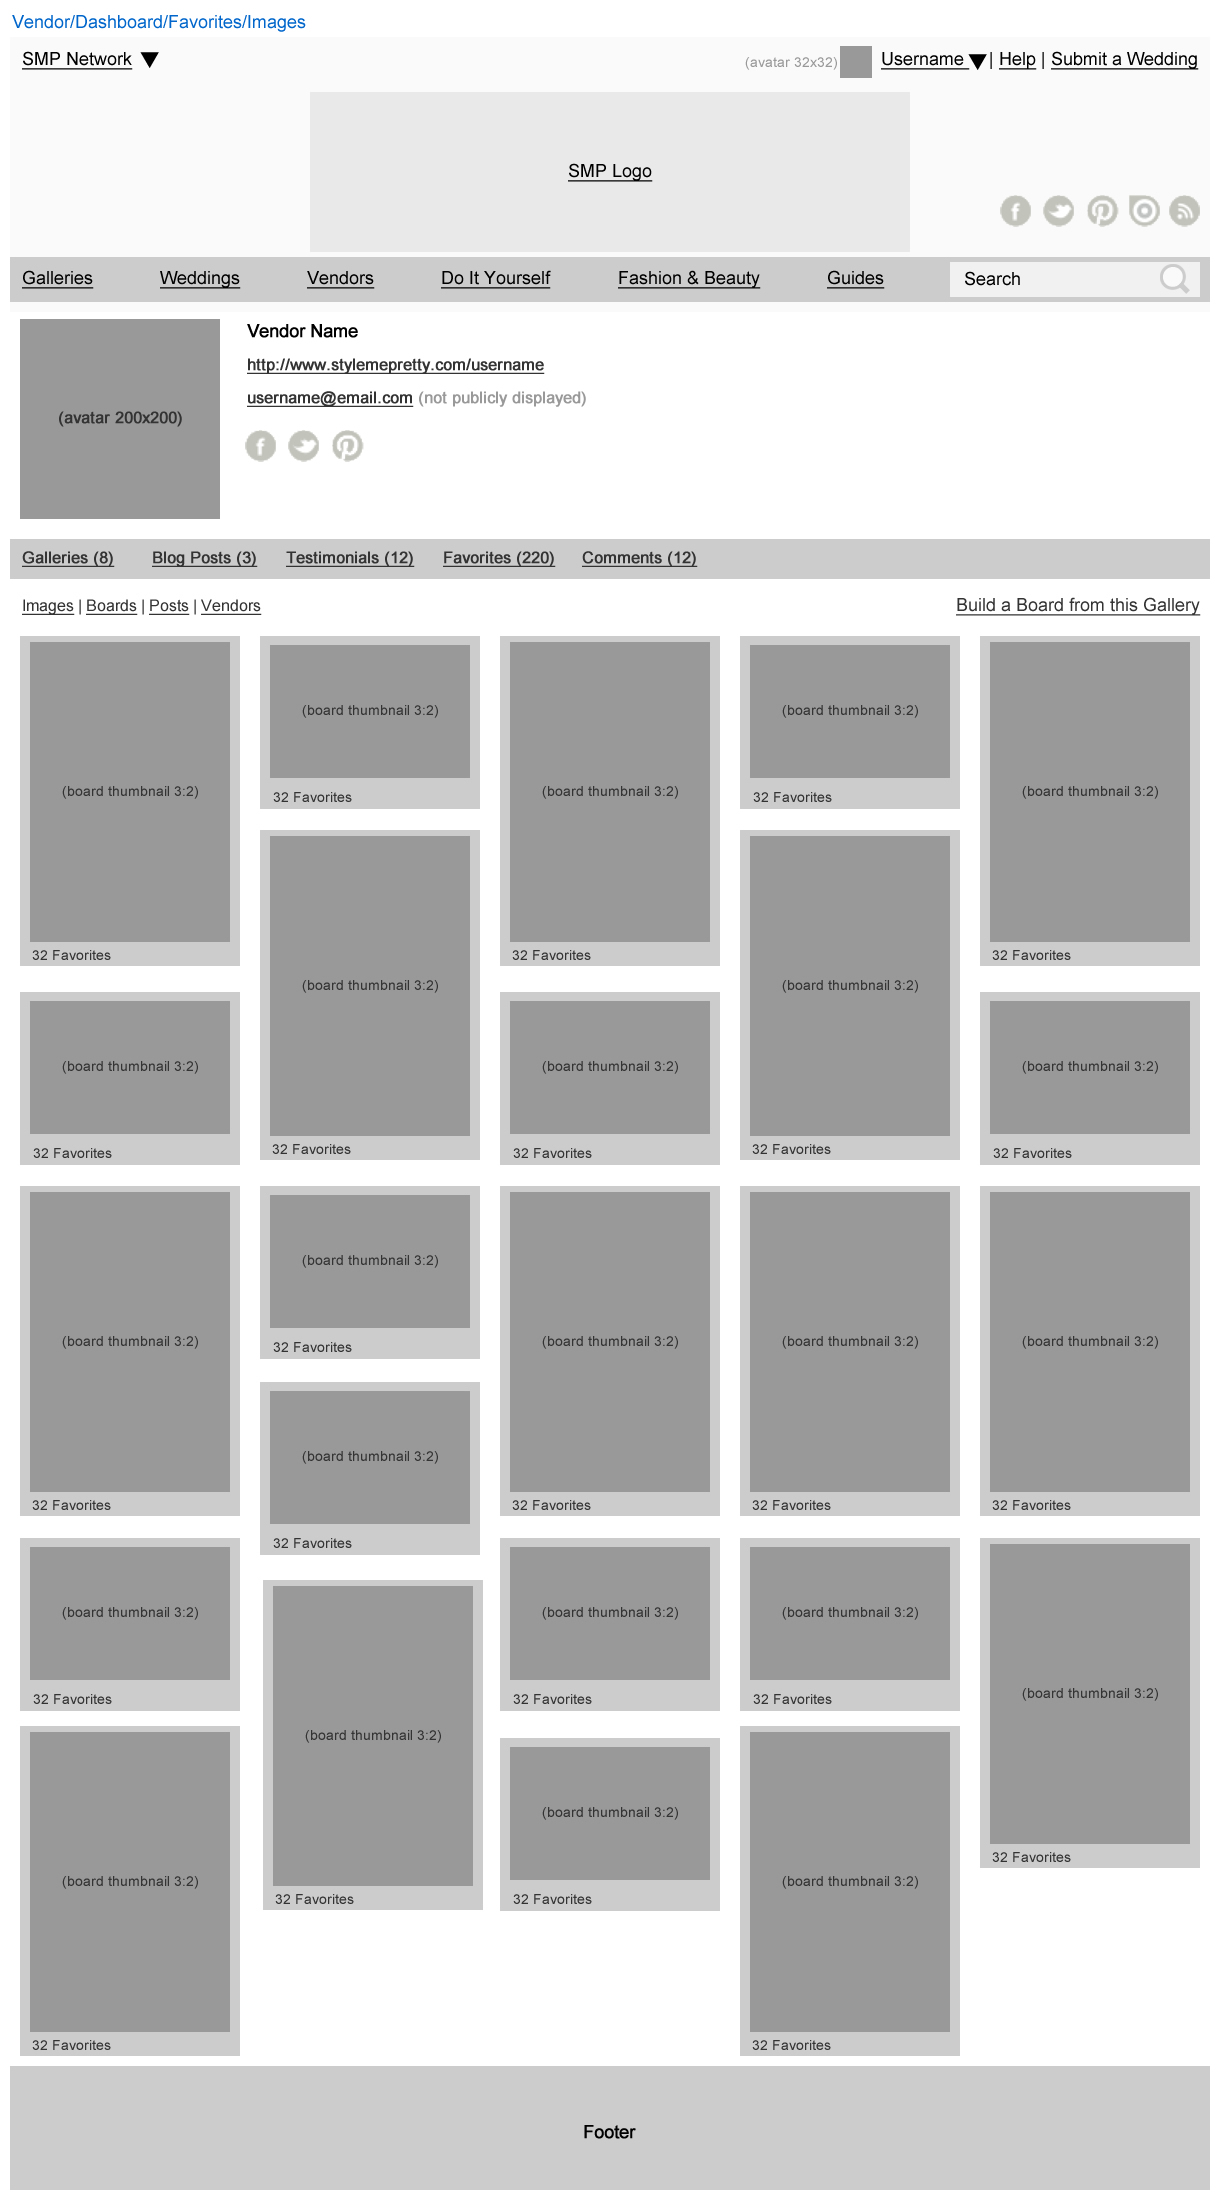 Vendor/Dashboard/Favorites/Images
SMP Network
(avatar 32x32) Username | Help | Submit a Wedding
SMP Logo
Galleries Weddings Vendors Do It Yourself Fashion & Beauty Guides Search
(avatar 200x200)
Vendor Name
http://www.stylemepretty.com/username
username@email.com (not publicly displayed)
Galleries (8) Blog Posts (3) Testimonials (12) Favorites (220) Comments (12)
Images | Boards | Posts | Vendors
Build a Board from this Gallery
(board thumbnail 3:2) (board thumbnail 3:2)
32 Favorites 32 Favorites
(board thumbnail 3:2) (board thumbnail 3:2) (board thumbnail 3:2)
32 Favorites 32 Favorites 32 Favorites
(board thumbnail 3:2) (board thumbnail 3:2)
(board thumbnail 3:2) (board thumbnail 3:2) (board thumbnail 3:2)
32 Favorites 32 Favorites
32 Favorites 32 Favorites 32 Favorites
(board thumbnail 3:2)
(board thumbnail 3:2) (board thumbnail 3:2) (board thumbnail 3:2) (board thumbnail 3:2)
32 Favorites
(board thumbnail 3:2)
32 Favorites 32 Favorites 32 Favorites 32 Favorites
32 Favorites
(board thumbnail 3:2) (board thumbnail 3:2) (board thumbnail 3:2)
(board thumbnail 3:2)
32 Favorites 32 Favorites 32 Favorites
(board thumbnail 3:2)
(board thumbnail 3:2)
32 Favorites
(board thumbnail 3:2) (board thumbnail 3:2)
32 Favorites 32 Favorites
32 Favorites 32 Favorites
Footer